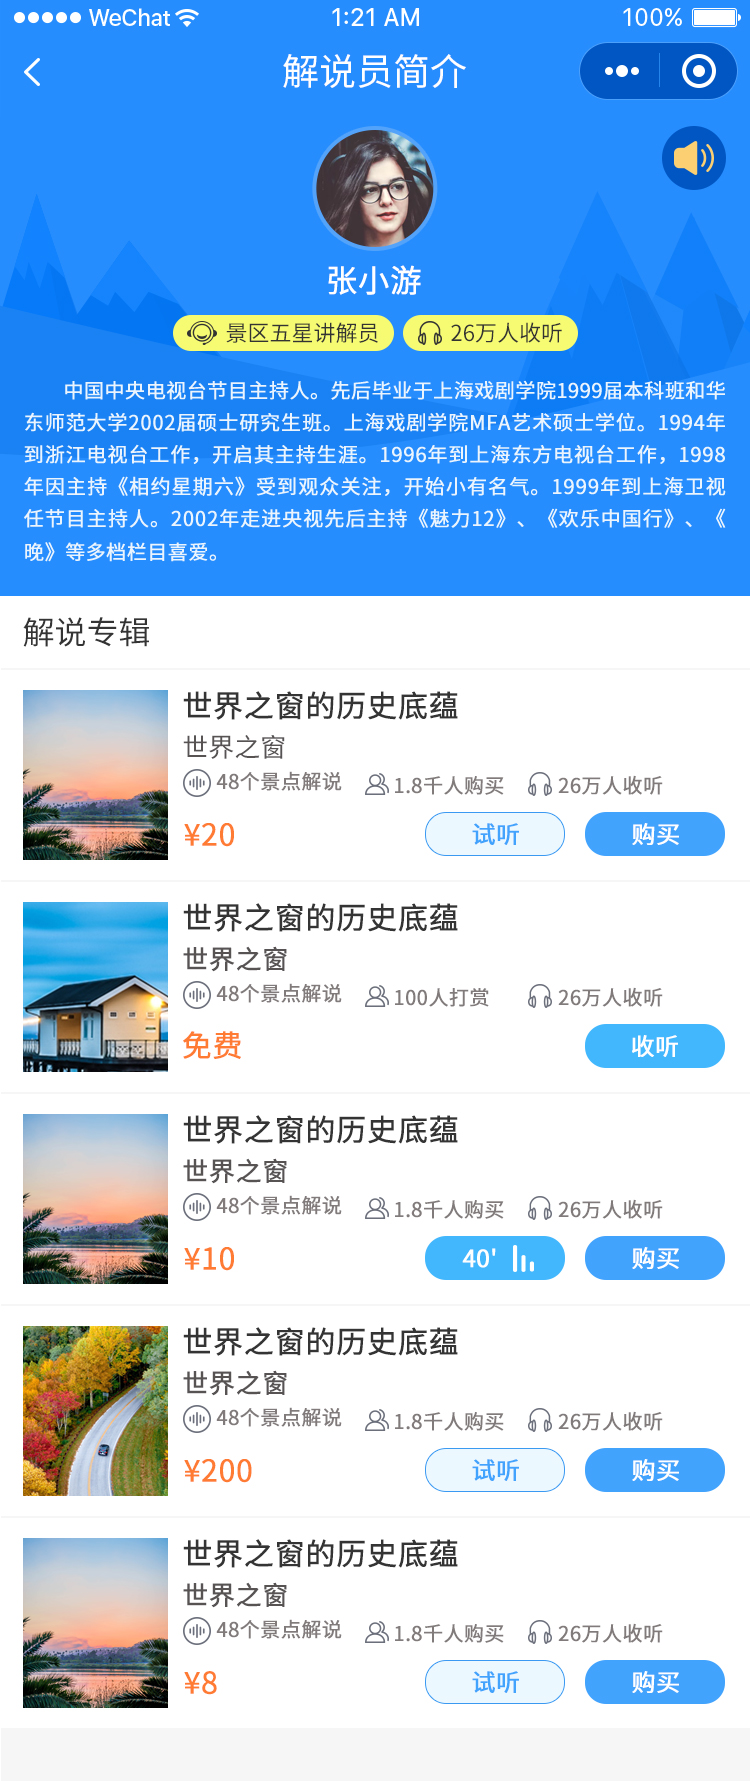 WeChat 1:21 AM 100%
解说员简介
张小游
景区五星讲解员 26万人收听
中国中央电视台节目主持人。先后毕业于上海戏剧学院1999届本科班和华
东师范大学2002届硕士研究生班。上海戏剧学院MFA艺术硕士学位。1994年
到浙江电视台工作，开启其主持生涯。1996年到上海东方电视台工作，1998
年因主持《相约星期六》受到观众关注，开始小有名气。1999年到上海卫视
任节目主持人。2002年走进央视先后主持《魅力12》、《欢乐中国行》、《
晚》等多档栏目喜爱。
解说专辑
世界之窗的历史底蕴
世界之窗
48个景点解说 1.8千人购买 26万人收听
¥20 试听 购买
世界之窗的历史底蕴
世界之窗
48个景点解说 100人打赏 26万人收听
免费 收听
世界之窗的历史底蕴
世界之窗
48个景点解说 1.8千人购买 26万人收听
¥10 40' 购买
世界之窗的历史底蕴
世界之窗
48个景点解说 1.8千人购买 26万人收听
¥200 试听 购买
世界之窗的历史底蕴
世界之窗
48个景点解说 1.8千人购买 26万人收听
¥8 试听 购买